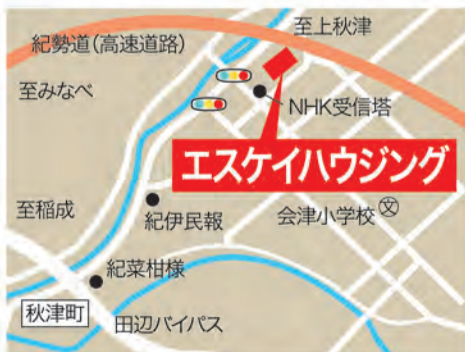 至上秋津
紀勢道(高速道路)
至みなべ
NHK受信塔
エスケイハウジング
至稲成
紀伊民報
会津小学校 文
紀菜柑様
秋津町
田辺バイパス